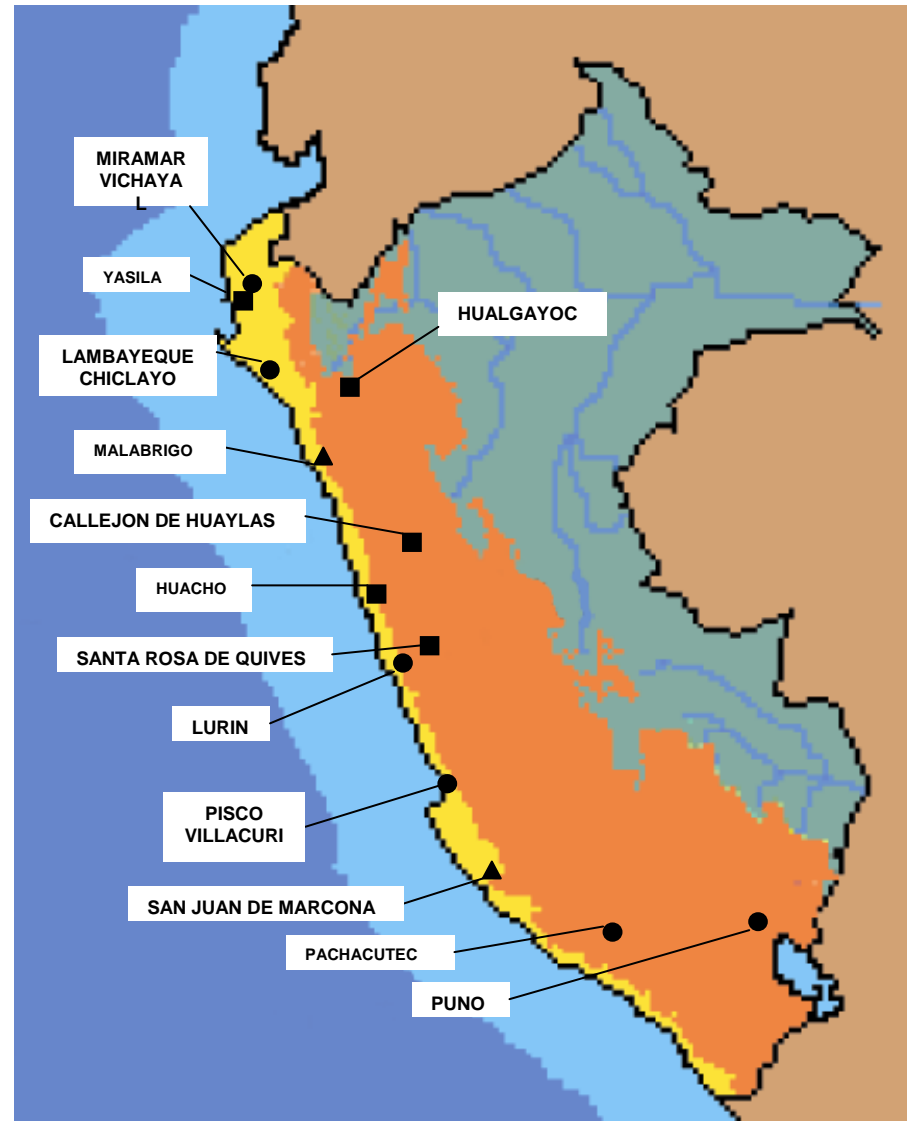 MIRAMAR
VICHAYA
L
YASILA
HUALGAYOC
LAMBAYEQUE
CHICLAYO
MALABRIGO
CALLEJON DE HUAYLAS
HUACHO
SANTA ROSA DE QUIVES
LURIN
PISCO
VILLACURI
SAN JUAN DE MARCONA
PACHACUTEC
PUNO